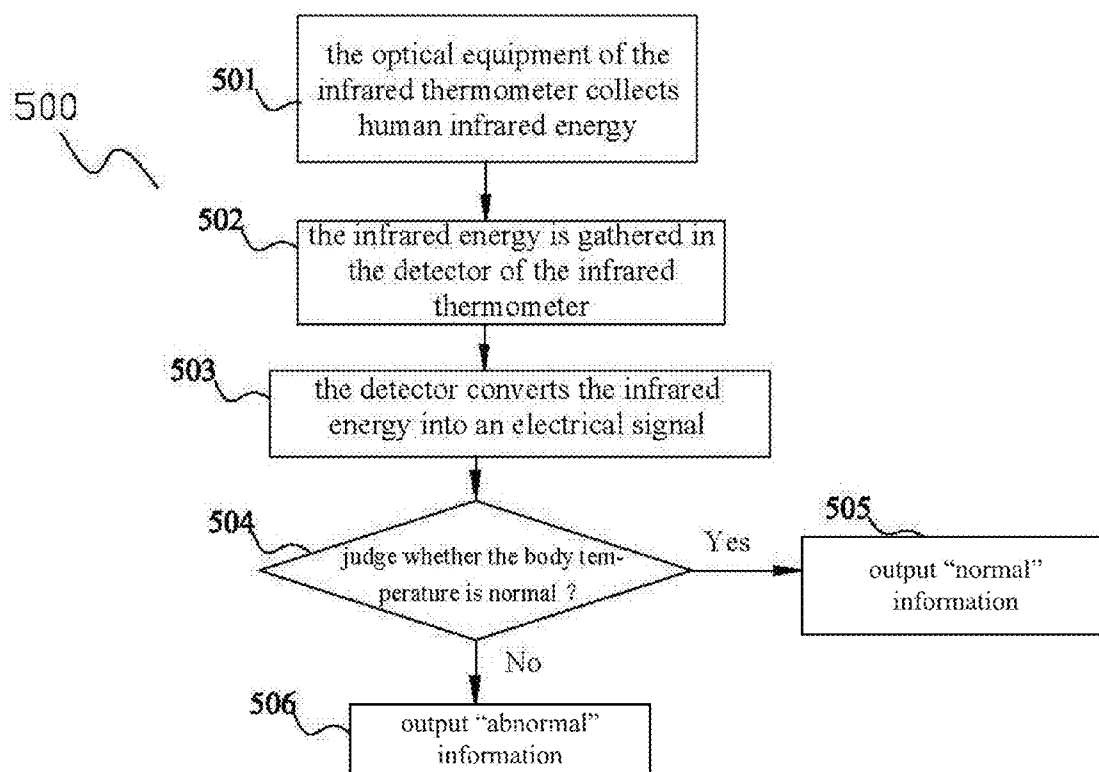 500
501
the optical equipment of the
infrared thermometer collects
human infrared energy
502
the infrared energy is gathered in
the detector of the infrared
thermometer
503
the detector converts the infrared
energy into an electrical signal
504
judge whether the body tem-
perature is normal ?
Yes
505
output “normal”
information
No
506
output “abnormal”
information